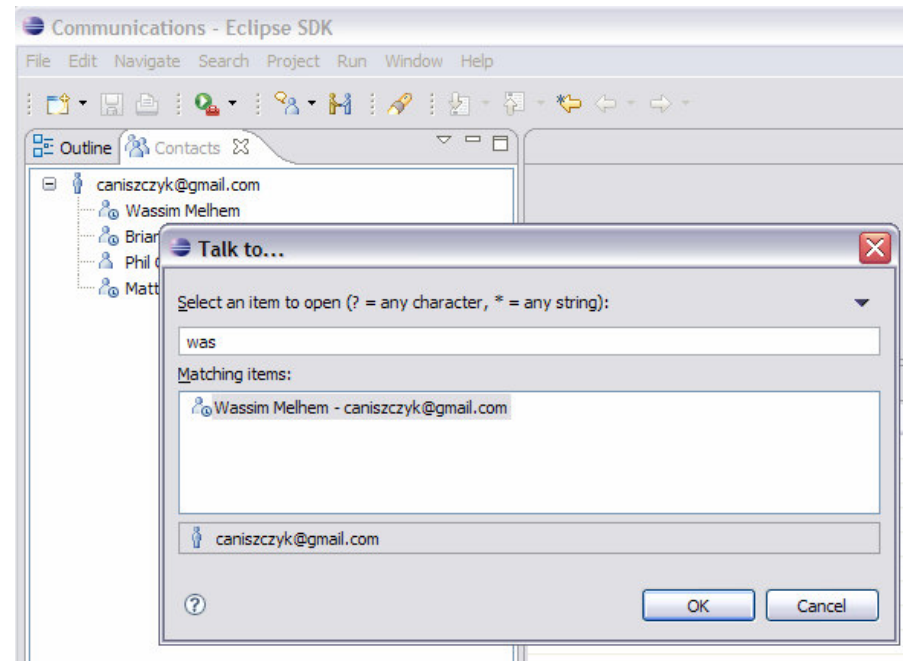 Communications - Eclipse SDK
File Edit Navigate Search Project Run Window Help
Outline Contacts
caniszczyk@gmail.com
Wassim Melhem
Phil
Matt
Talk to...
Select an item to open (? = any character, * = any string):
was
Matching items:
Wassim Melhem - caniszczyk@gmail.com
caniszczyk@gmail.com
OK Cancel